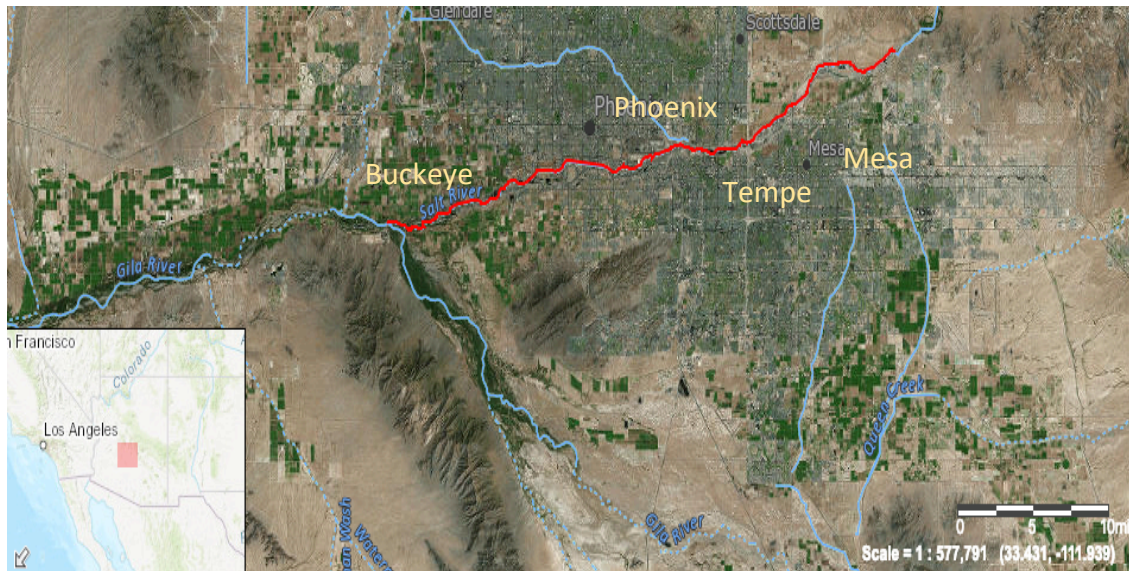 Glendale
Scottsdale
Phoenix
Mesa
Mesa
Buckeye
Tempe
Salt River
Gila River
Queen Creek
Gila River
Wash
Francisco
Colorado
Los Angeles
0 5 10mi
Scale = 1 : 577,791 (33.431, -111.939)